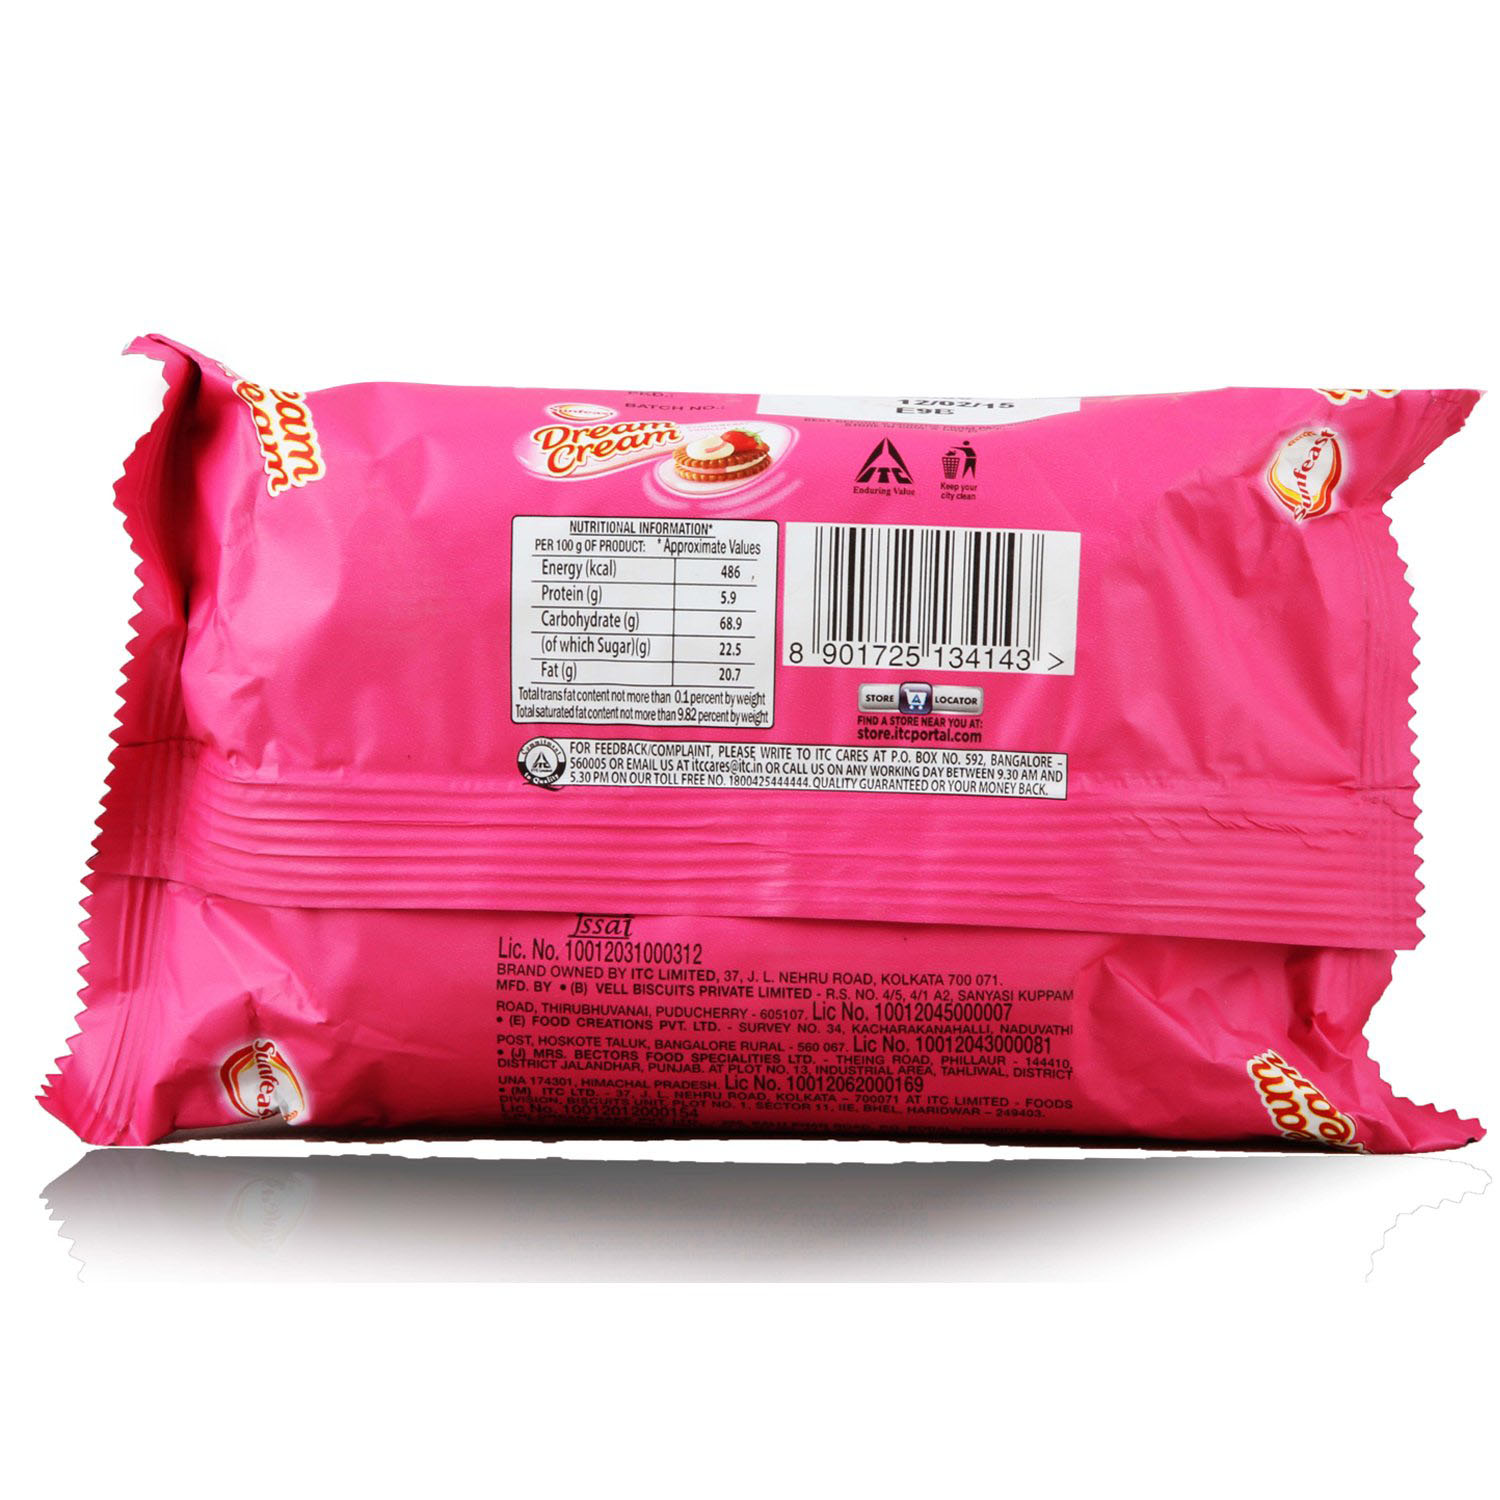 PKD.:
BATCH NO.:
12/02/15
E9B
Sunfeast
Dream
Cream
Enduring Value
Keep your
city clean
Sunfeast
NUTRITIONAL INFORMATION*
PER 100 g OF PRODUCT: *Approximate Values
Energy (kcal) 486
Protein (g) 5.9
Carbohydrate (g) 68.9
(of which Sugar)(g) 22.5
Fat (g) 20.7
Total trans fat content not more than 0.1 percent by weight
Total saturated fat content not more than 9.82 percent by weight
8 901725 134143 >
STORE LOCATOR
FIND A STORE NEAR YOU AT:
store.itcportal.com
Commitment
ITC Limited
to Quality
FOR FEEDBACK/COMPLAINT, PLEASE WRITE TO ITC CARES AT P.O. BOX NO. 592, BANGALORE –
560005 OR EMAIL US AT itccares@itc.in OR CALL US ON ANY WORKING DAY BETWEEN 9.30 AM AND
5.30 PM ON OUR TOLL FREE NO. 1800425444444. QUALITY GUARANTEED OR YOUR MONEY BACK.
fssai
Lic. No. 10012031000312
BRAND OWNED BY ITC LIMITED, 37, J. L. NEHRU ROAD, KOLKATA 700 071.
MFD. BY • (B) VELL BISCUITS PRIVATE LIMITED - R.S. NO. 4/5, 4/1 A2, SANYASI KUPPAM
ROAD, THIRUBHUVANAI, PUDUCHERRY - 605107. Lic No. 10012045000007
• (E) FOOD CREATIONS PVT. LTD. - SURVEY NO. 34, KACHARAKANAHALLI, NADUVATHI
POST, HOSKOTE TALUK, BANGALORE RURAL - 560 067. Lic No. 10012043000081
• (J) MRS. BECTORS FOOD SPECIALITIES LTD. - THEING ROAD, PHILLAUR - 144410,
DISTRICT JALANDHAR, PUNJAB. AT PLOT NO. 13, INDUSTRIAL AREA, TAHLIWAL, DISTRICT
UNA 174301, HIMACHAL PRADESH. Lic No. 10012062000169
• (M) ITC LTD. - 37, J. L. NEHRU ROAD, KOLKATA – 700071 AT ITC LIMITED - FOODS
DIVISION, BISCUITS UNIT, PLOT NO. 1, SECTOR 11, IIE, BHEL, HARIDWAR – 249403.
Lic No. 10012012000154
Sunfeast